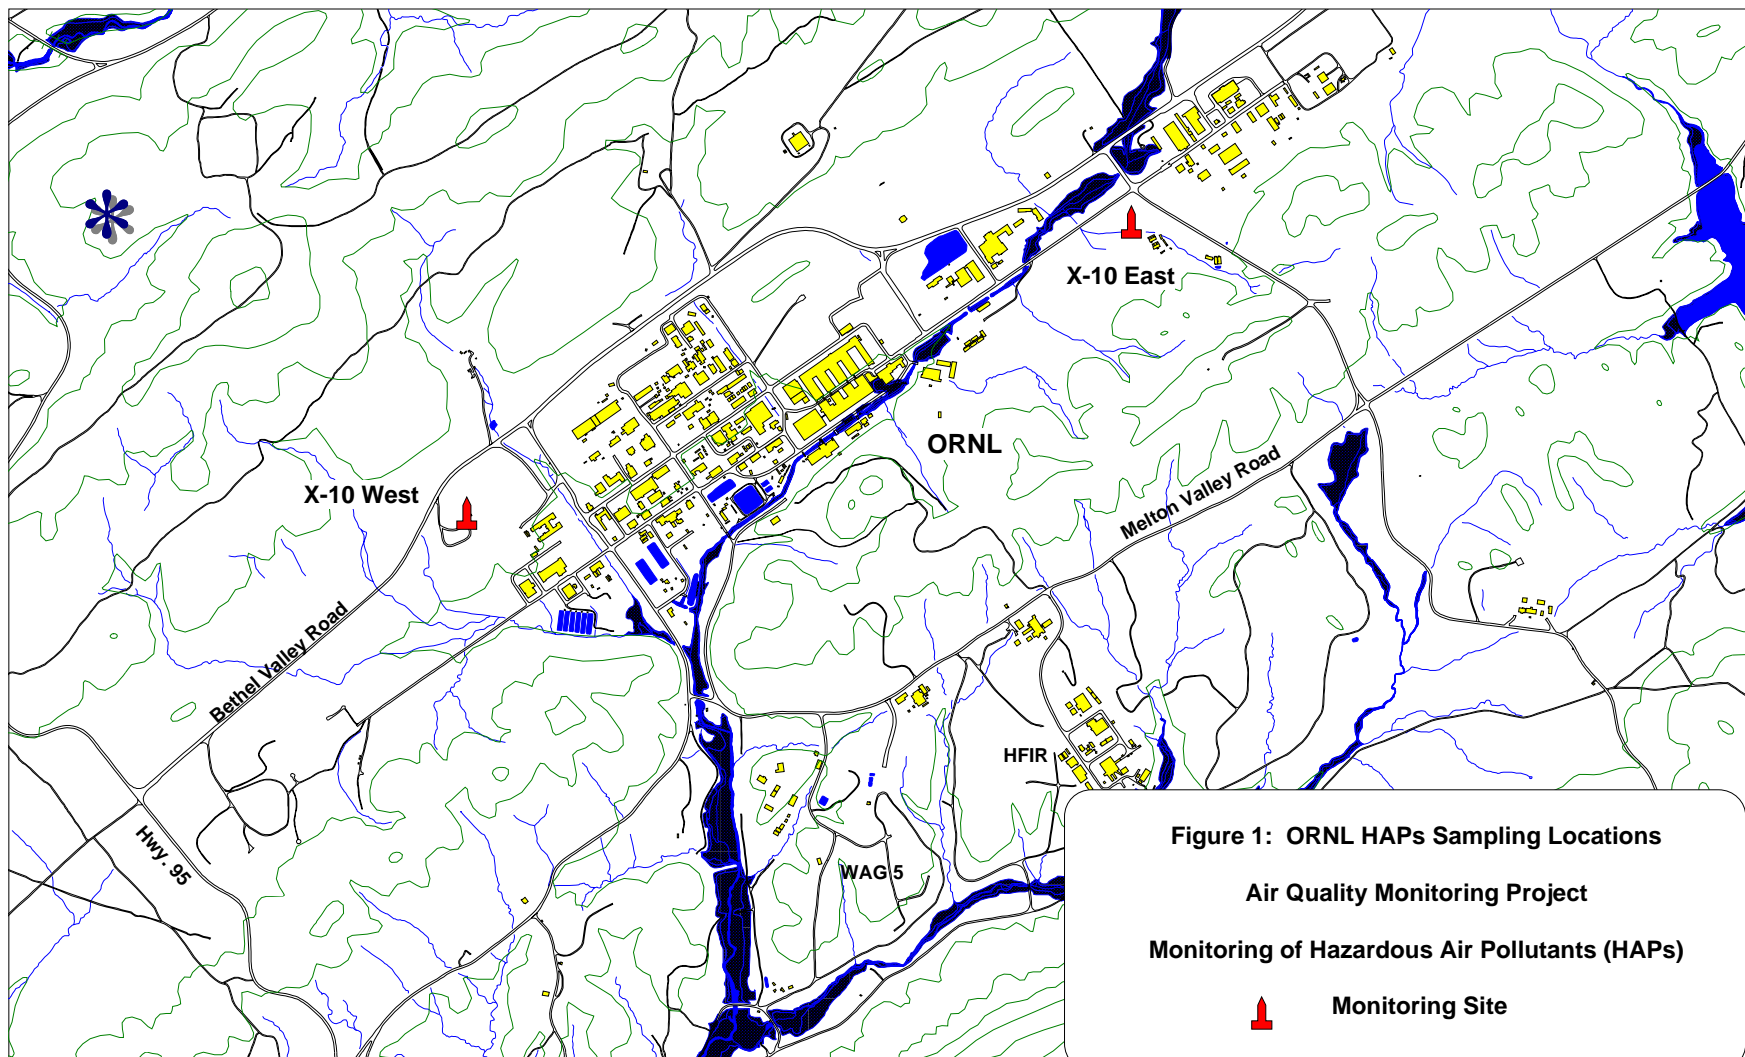 X-10 East
ORNL
X-10 West
Melton Valley Road
Bethel Valley Road
HFIR
Hwy. 95
WAG 5
Figure 1: ORNL HAPs Sampling Locations
Air Quality Monitoring Project
Monitoring of Hazardous Air Pollutants (HAPs)
Monitoring Site